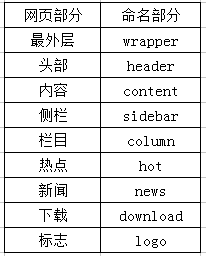 网页部分 命名部分
最外层 wrapper
头部 header
内容 content
侧栏 sidebar
栏目 column
热点 hot
新闻 news
下载 download
标志 logo